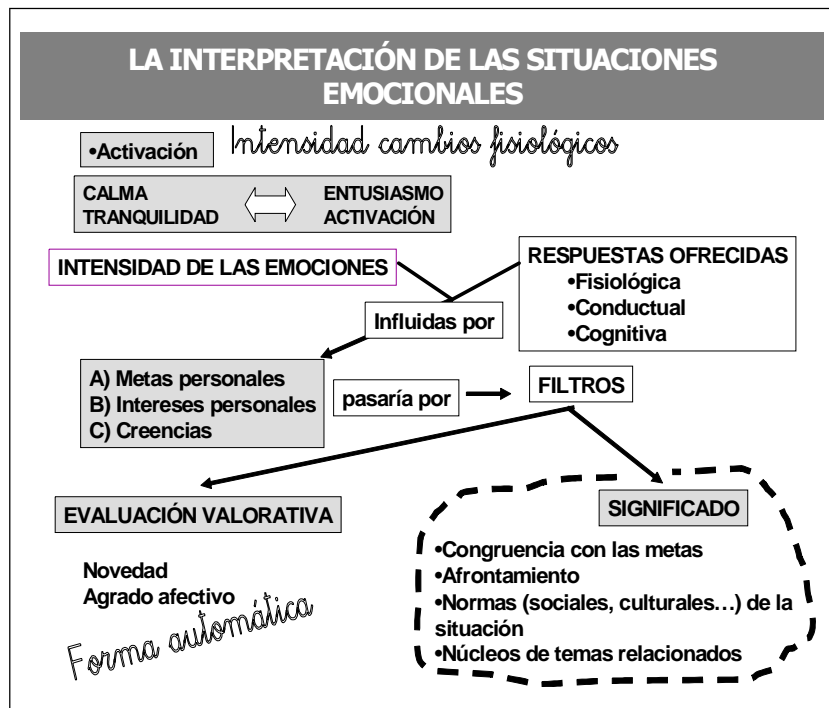 LA INTERPRETACIÓN DE LAS SITUACIONES
EMOCIONALES
•Activación
Intensidad cambios fisiológicos
CALMA
TRANQUILIDAD
ENTUSIASMO
ACTIVACIÓN
INTENSIDAD DE LAS EMOCIONES
RESPUESTAS OFRECIDAS
•Fisiológica
•Conductual
•Cognitiva
Influidas por
A) Metas personales
B) Intereses personales
C) Creencias
pasaría por
FILTROS
EVALUACIÓN VALORATIVA
Novedad
Agrado afectivo
Forma automática
SIGNIFICADO
•Congruencia con las metas
•Afrontamiento
•Normas (sociales, culturales…) de la
situación
•Núcleos de temas relacionados